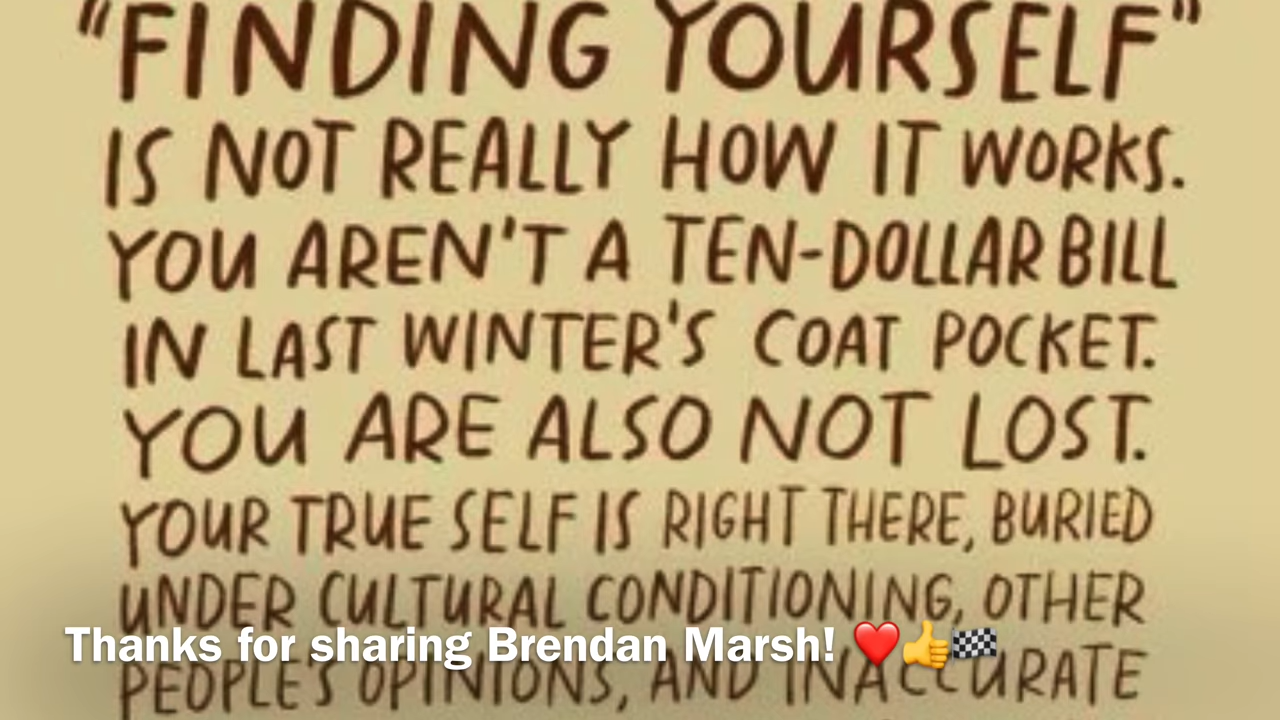 "FINDING YOURSELF"
IS NOT REALLY HOW IT WORKS.
YOU AREN'T A TEN-DOLLAR BILL
IN LAST WINTER'S COAT POCKET.
YOU ARE ALSO NOT LOST.
YOUR TRUE SELF IS RIGHT THERE, BURIED
UNDER CULTURAL CONDITIONING, OTHER
Thanks for sharing Brendan Marsh! ❤️👍🏁
PEOPLE'S OPINIONS, AND INACCURATE